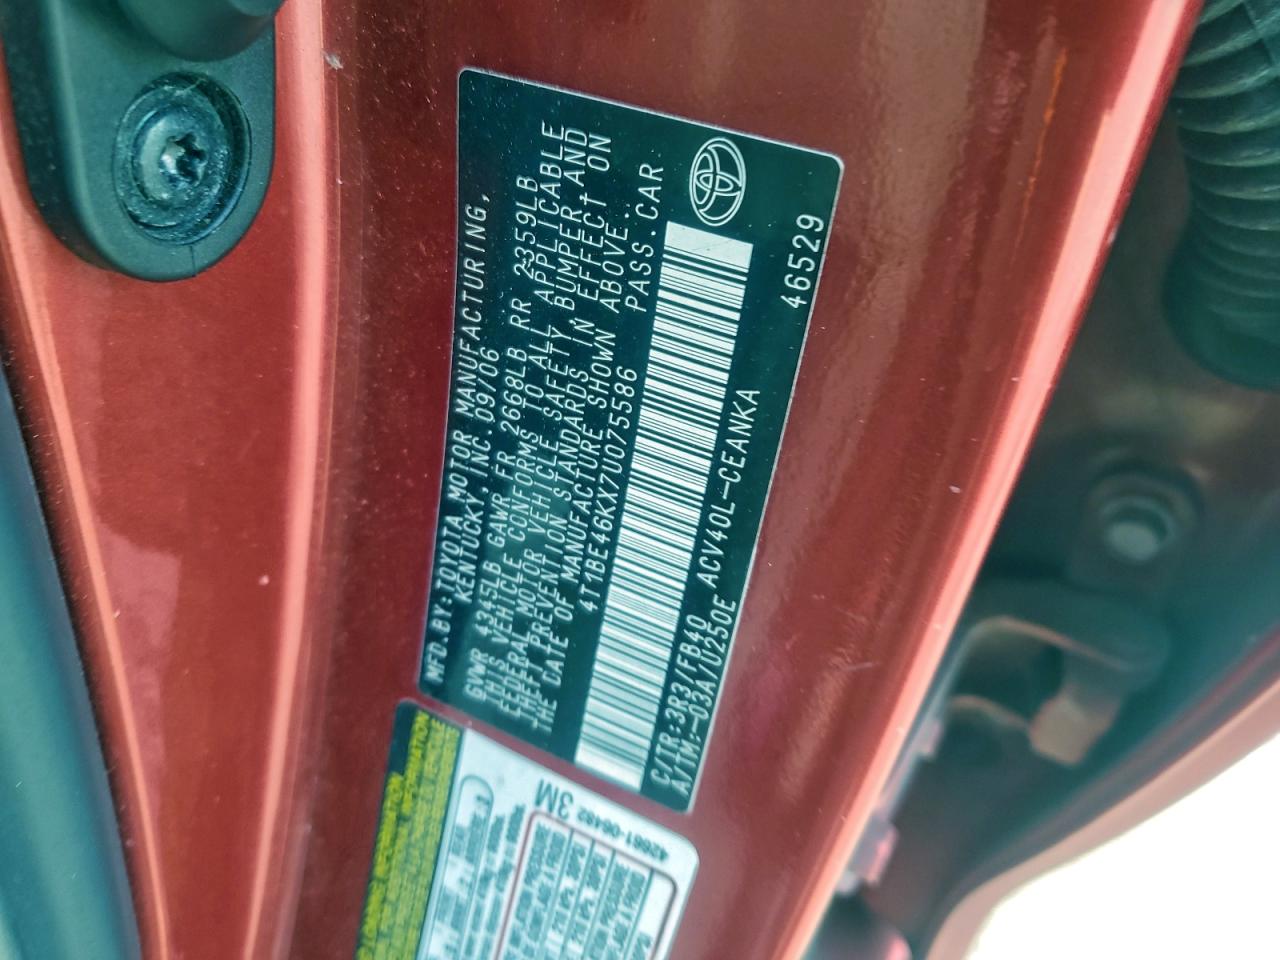 MFD.BY:TOYOTA MOTOR MANUFACTURING,
KENTUCKY,INC. 09/06
GVWR 4345LB GAWR FR 2668LB RR 2359LB
THIS VEHICLE CONFORMS TO ALL APPLICABLE
FEDERAL MOTOR VEHICLE SAFETY, BUMPER, AND
THEFT PREVENTION STANDARDS IN EFFECT ON
THE DATE OF MANUFACTURE SHOWN ABOVE.
4T1BE46KX7U075586 PASS.CAR
C/TR:3R3/FB40 ACV40L-CEANKA
A/TM:-03A/U250E
46529
3M
42661-06482